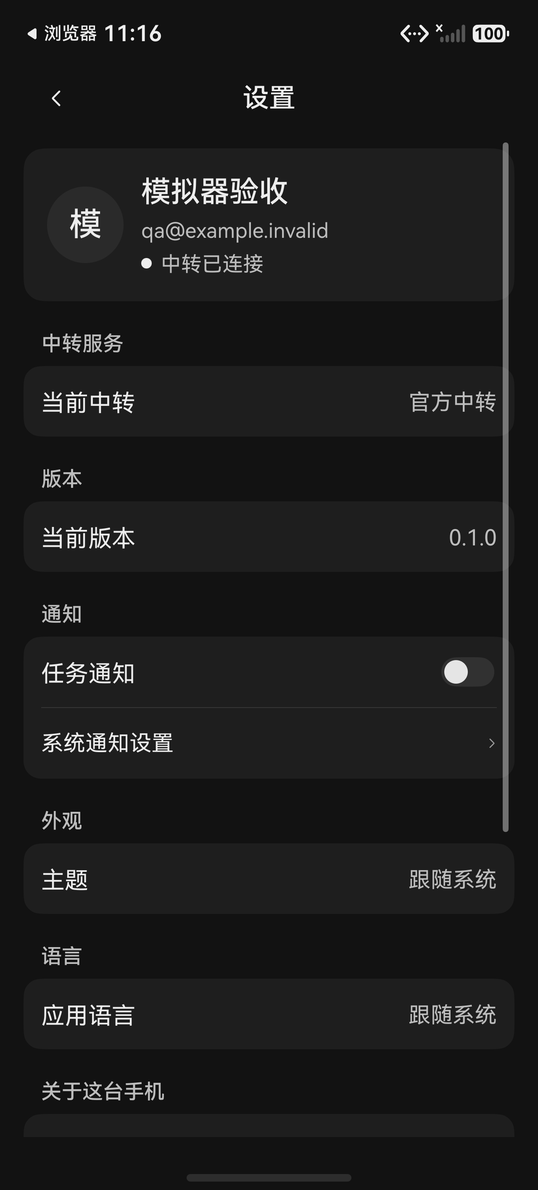 浏览器 11:16
100
设置
模
模拟器验收
qa@example.invalid
中转已连接
中转服务
当前中转 官方中转
版本
当前版本 0.1.0
通知
任务通知
系统通知设置
外观
主题 跟随系统
语言
应用语言 跟随系统
关于这台手机